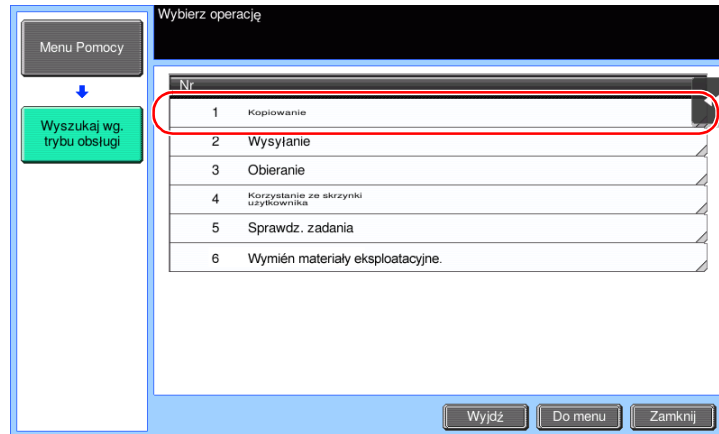 Wybierz operację
Menu Pomocy
Wyszukaj wg.
trybu obsługi
Nr
1 Kopiowanie
2 Wysyłanie
3 Obieranie
4 Korzystanie ze skrzynki
użytkownika
5 Sprawdz. zadania
6 Wymién materiały eksploatacyjne.
Wyjdź Do menu Zamknij